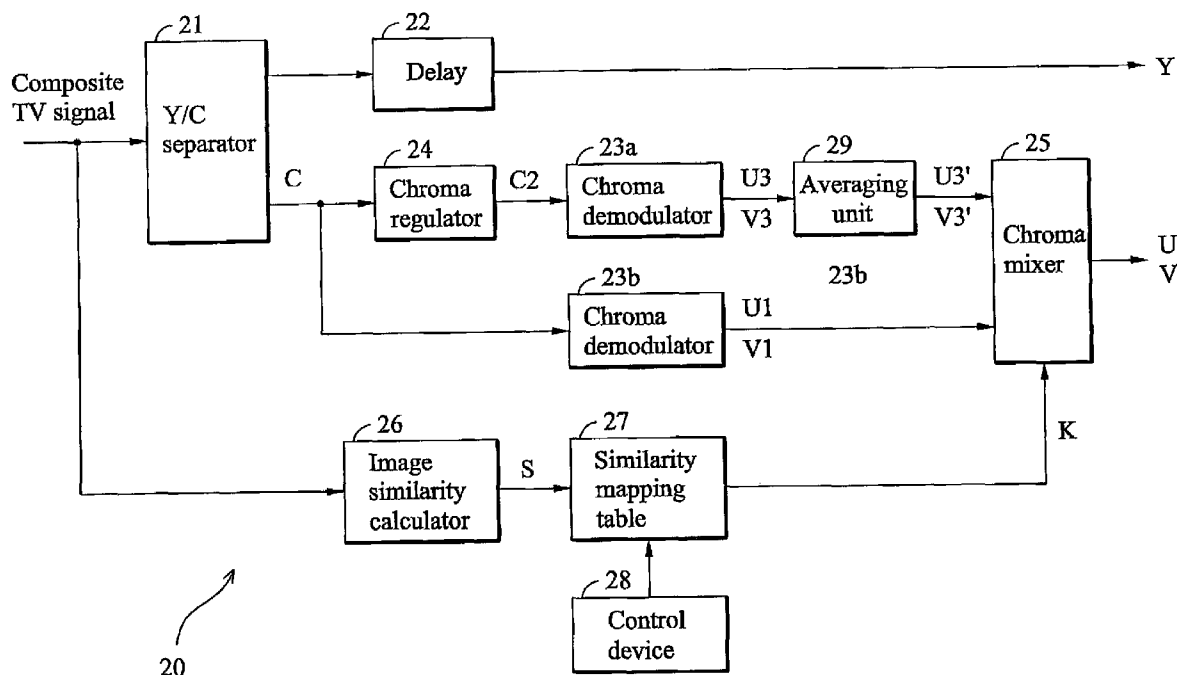 21
22
Composite
TV signal
Y/C
separator
Delay
Y
C
24
Chroma
regulator
C2
23a
Chroma
demodulator
U3
V3
29
Averaging
unit
U3'
V3'
25
Chroma
mixer
U
V
23b
Chroma
demodulator
U1
V1
23b
26
Image
similarity
calculator
S
27
Similarity
mapping
table
K
28
Control
device
20